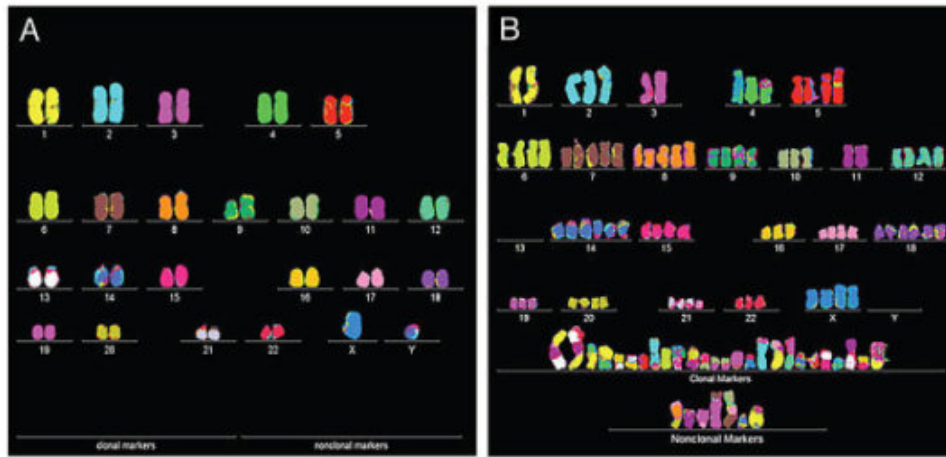 A
1 2 3 4 5
6 7 8 9 10 11 12
13 14 15 16 17 18
19 20 21 22 X Y
clonal markers nonclonal markers
B
1 2 3 4 5
6 7 8 9 10 11 12
13 14 15 16 17 18
19 20 21 22 X Y
Clonal Markers
Nonclonal Markers